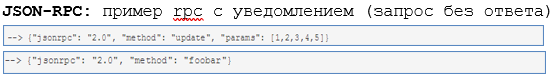 JSON-RPC: пример rpc с уведомлением (запрос без ответа)
--> {"jsonrpc": "2.0", "method": "update", "params": [1,2,3,4,5]}
--> {"jsonrpc": "2.0", "method": "foobar"}